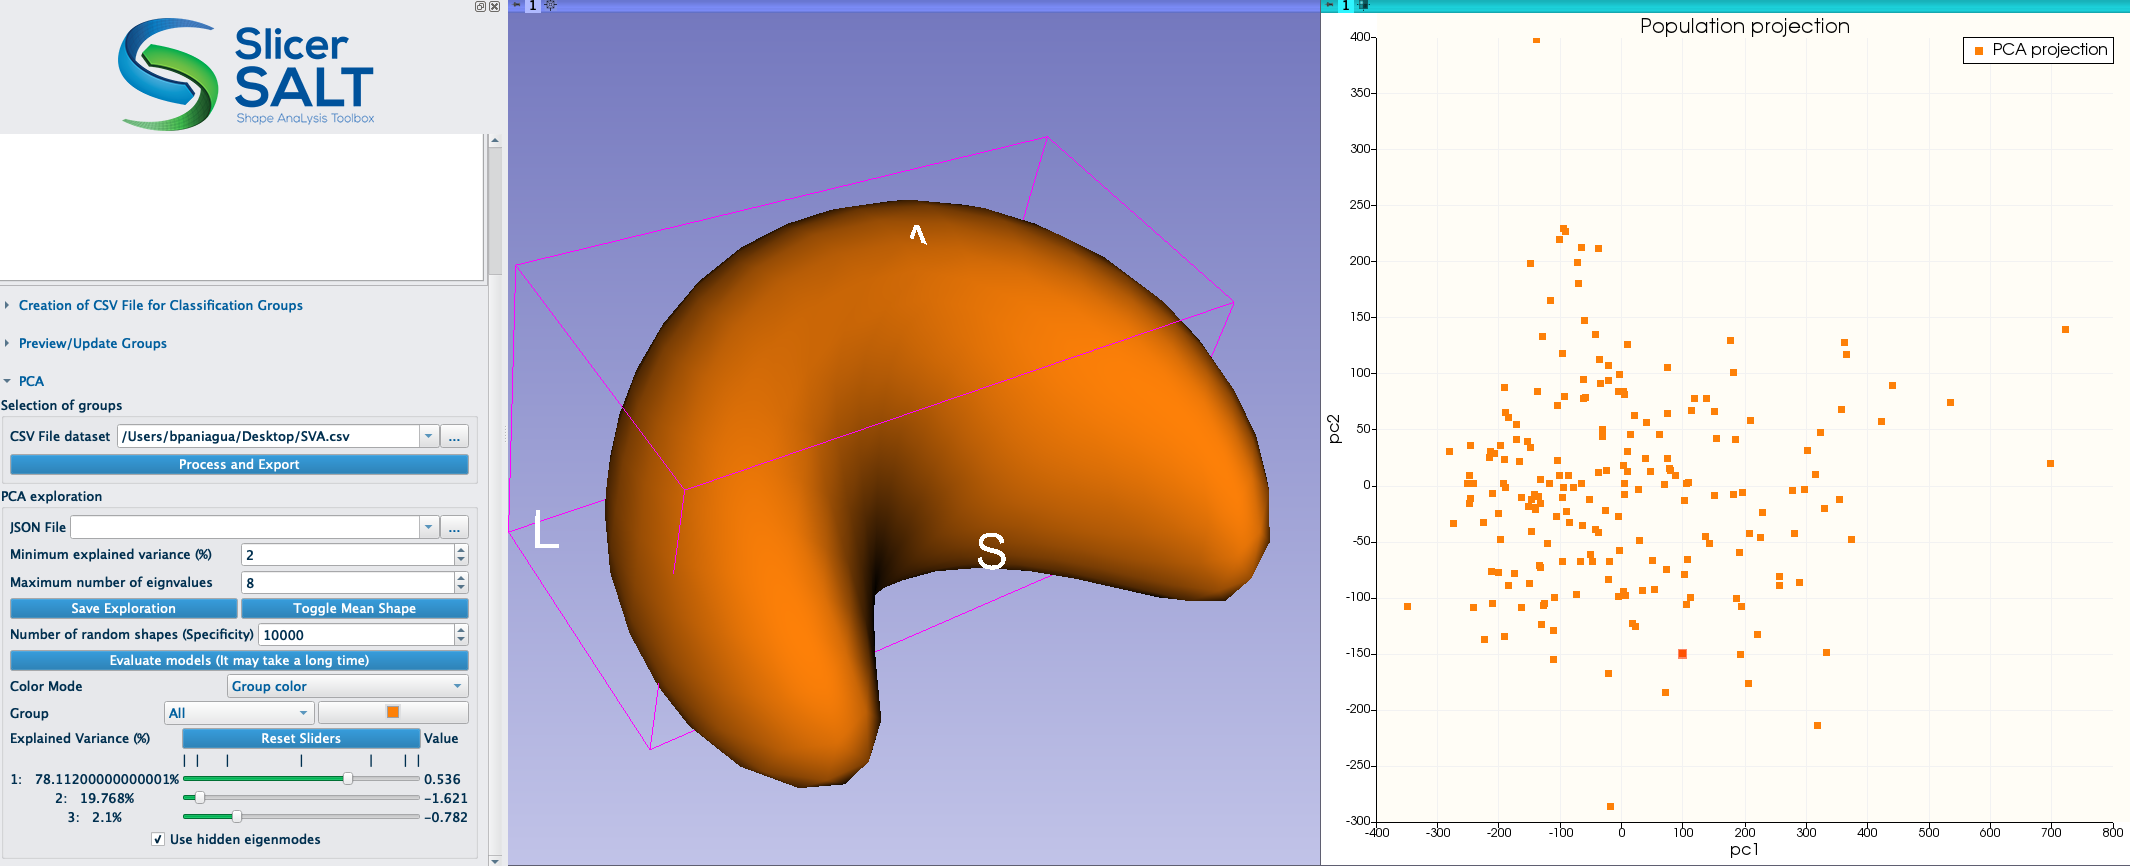 Slicer
SALT
Shape AnaLysis Toolbox
Creation of CSV File for Classification Groups
Preview/Update Groups
PCA
Selection of groups
CSV File dataset /Users/bpaniagua/Desktop/SVA.csv ...
Process and Export
PCA exploration
JSON File ...
Minimum explained variance (%) 2
Maximum number of eignvalues 8
Save Exploration Toggle Mean Shape
Number of random shapes (Specificity) 10000
Evaluate models (It may take a long time)
Color Mode Group color
Group All
Explained Variance (%) Reset Sliders Value
1: 78.11200000000001% 0.536
2: 19.768% -1.621
3: 2.1% -0.782
Use hidden eigenmodes
1
L
S
1
Population projection
PCA projection
400
350
300
250
200
150
100
50
0
-50
-100
-150
-200
-250
-300
pc2
-400 -300 -200 -100 0 100 200 300 400 500 600 700 800
pc1